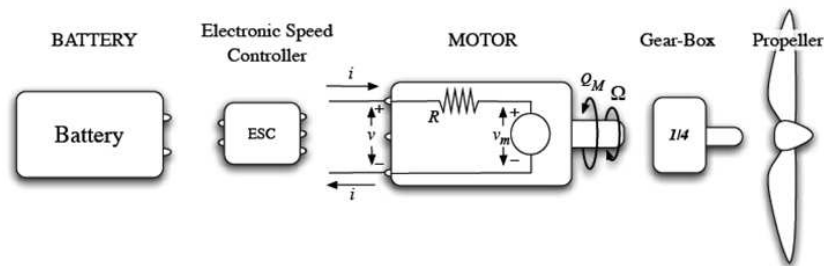 BATTERY
Electronic Speed
Controller
MOTOR
Gear-Box
Propeller
Battery
ESC
i
+
v
−
i
R
+
v_m
−
Q_M
Ω
1/4